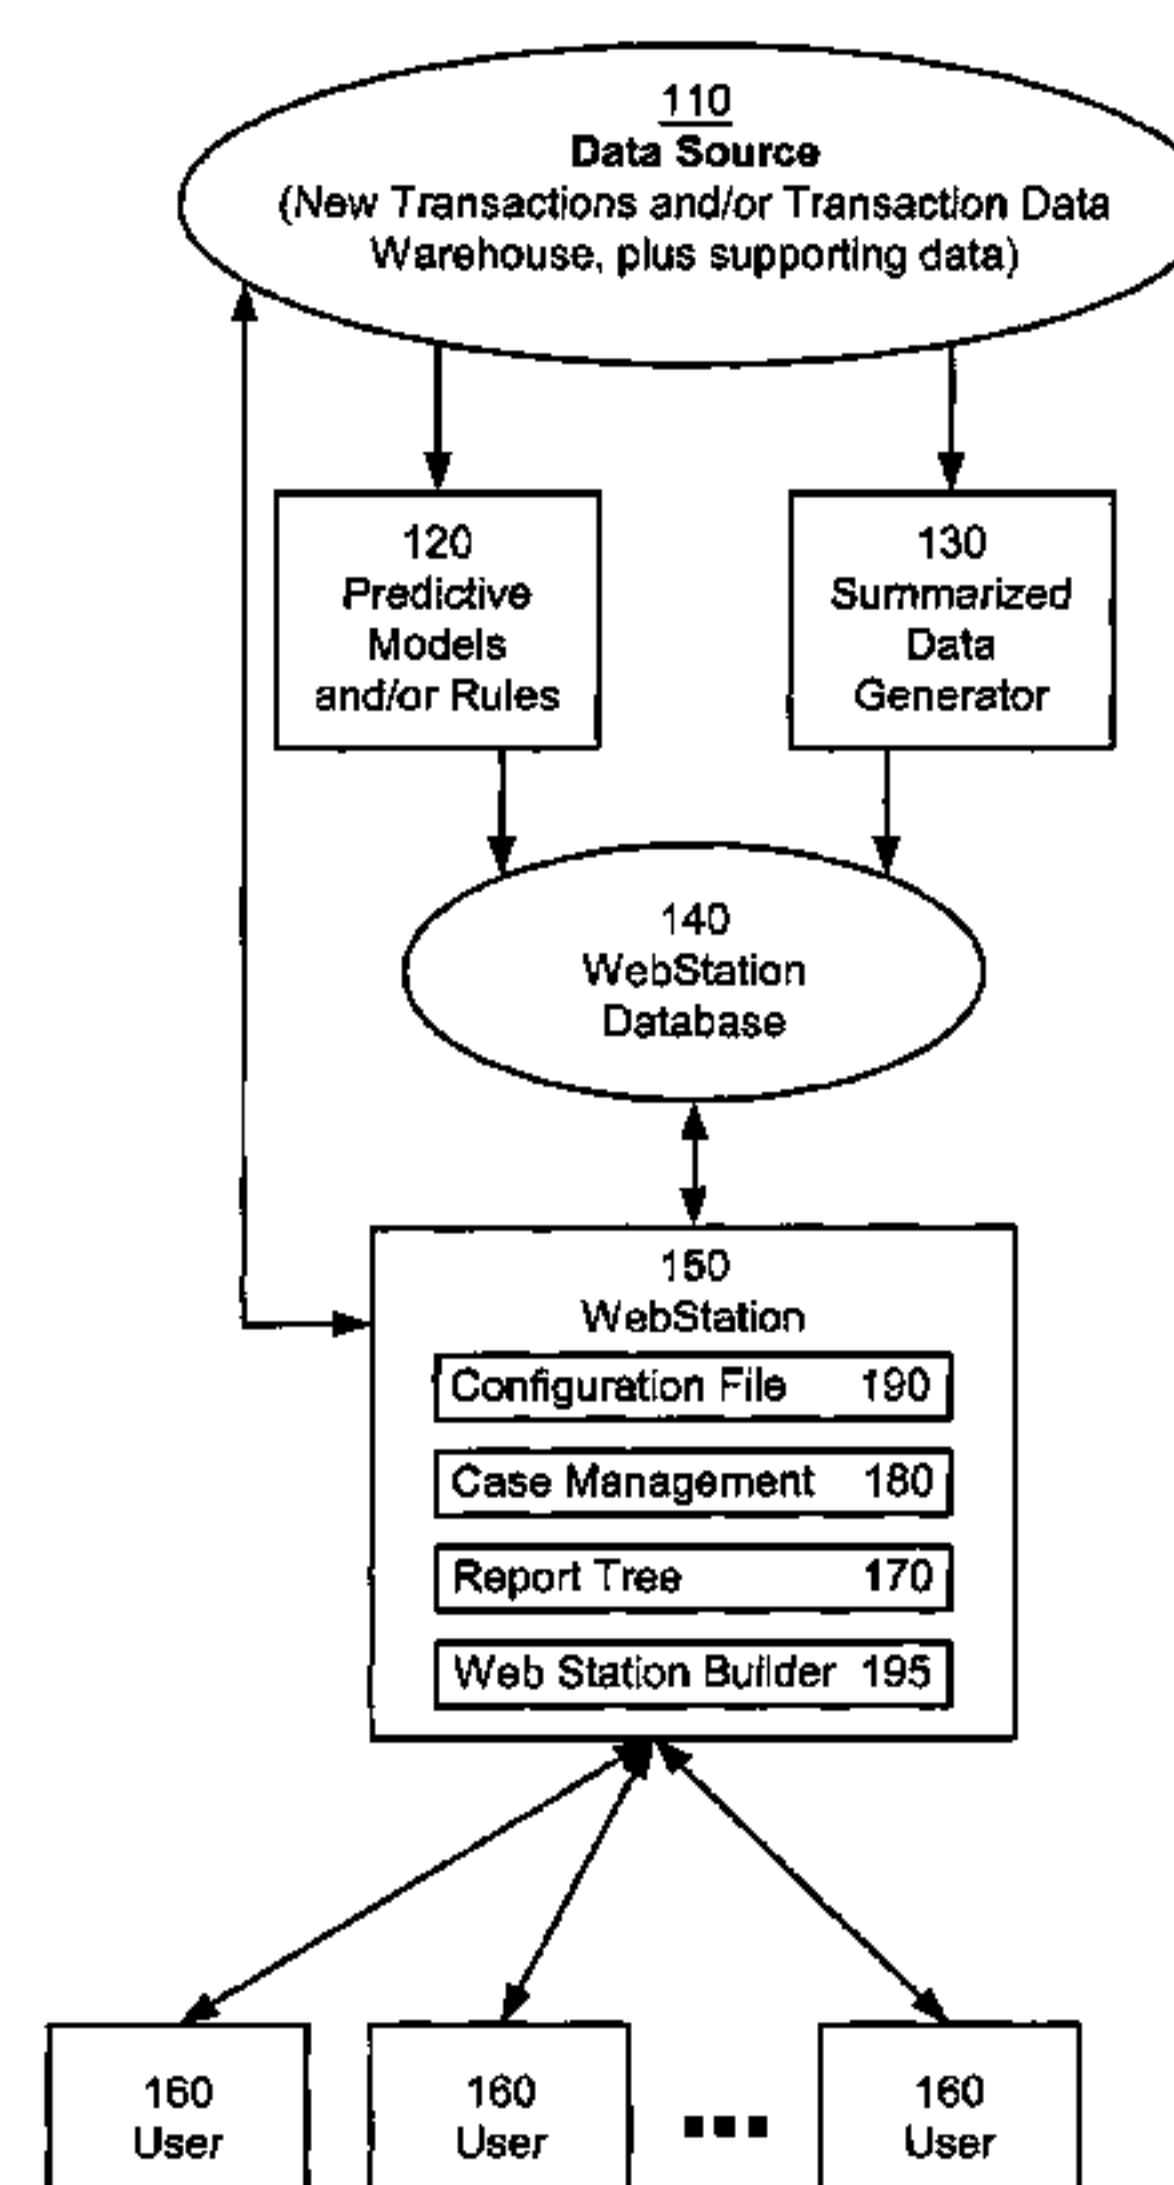 110
Data Source
(New Transactions and/or Transaction Data
Warehouse, plus supporting data)
120
Predictive
Models
and/or Rules
130
Summarized
Data
Generator
140
WebStation
Database
150
WebStation
Configuration File 190
Case Management 180
Report Tree 170
Web Station Builder 195
160
User
160
User
160
User